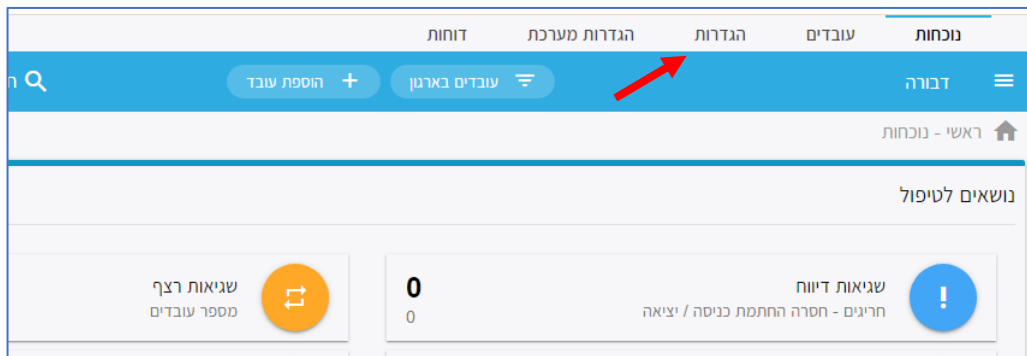 נוכחות עובדים הגדרות הגדרות מערכת דוחות
דבורה עובדים בארגון + הוספת עובד
ראשי - נוכחות
נושאים לטיפול
שגיאות דיווח 0 שגיאות רצף
חריגים - חסרה החתמת כניסה / יציאה 0 מספר עובדים